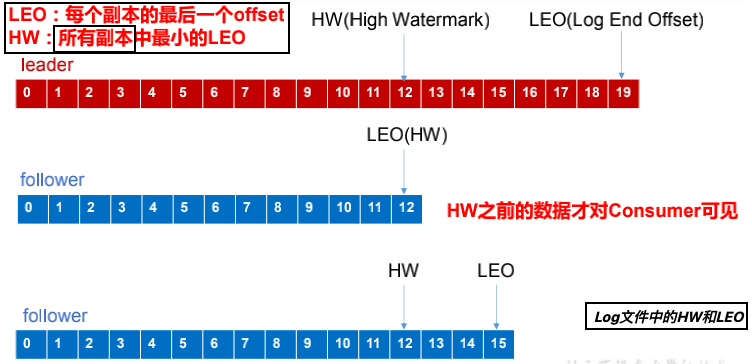 LEO：每个副本的最后一个offset
HW：所有副本中最小的LEO
HW(High Watermark)
LEO(Log End Offset)
leader
0 1 2 3 4 5 6 7 8 9 10 11 12 13 14 15 16 17 18 19
LEO(HW)
follower
0 1 2 3 4 5 6 7 8 9 10 11 12
HW之前的数据才对Consumer可见
HW
LEO
follower
0 1 2 3 4 5 6 7 8 9 10 11 12 13 14 15
Log文件中的HW和LEO